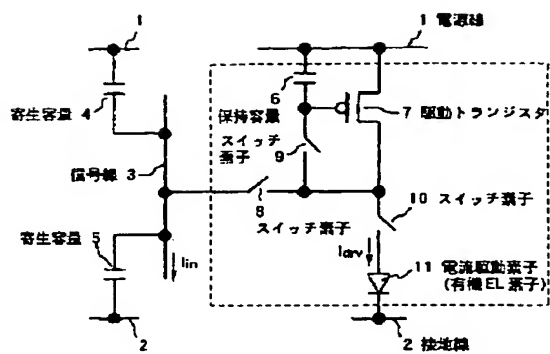 1
1 電源線
寄生容量 4
6
保持容量
7 駆動トランジスタ
スイッチ
素子 9
信号線 3
8
スイッチ素子
10 スイッチ素子
寄生容量 5
Iin
Idrv
11 電流駆動素子
(有機EL素子)
2
2 接地線